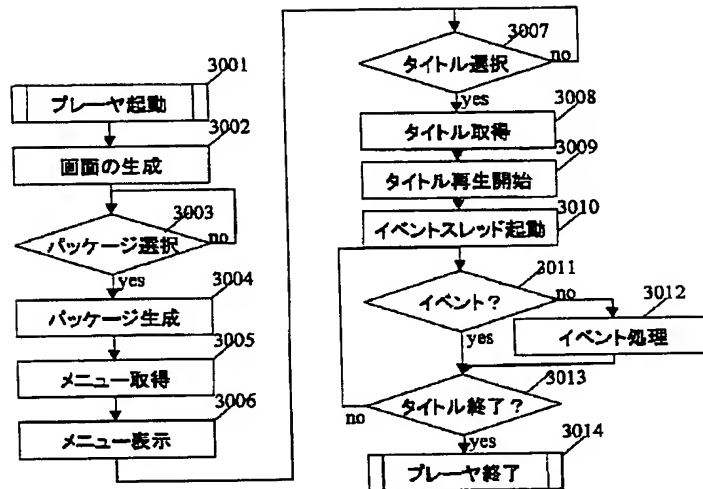 3001
プレーヤ起動
3002
画面の生成
3003
パッケージ選択
no
yes
3004
パッケージ生成
3005
メニュー取得
3006
メニュー表示
3007
タイトル選択
no
yes
3008
タイトル取得
3009
タイトル再生開始
3010
イベントスレッド起動
3011
イベント?
no
3012
イベント処理
yes
3013
タイトル終了?
no
yes
3014
プレーヤ終了